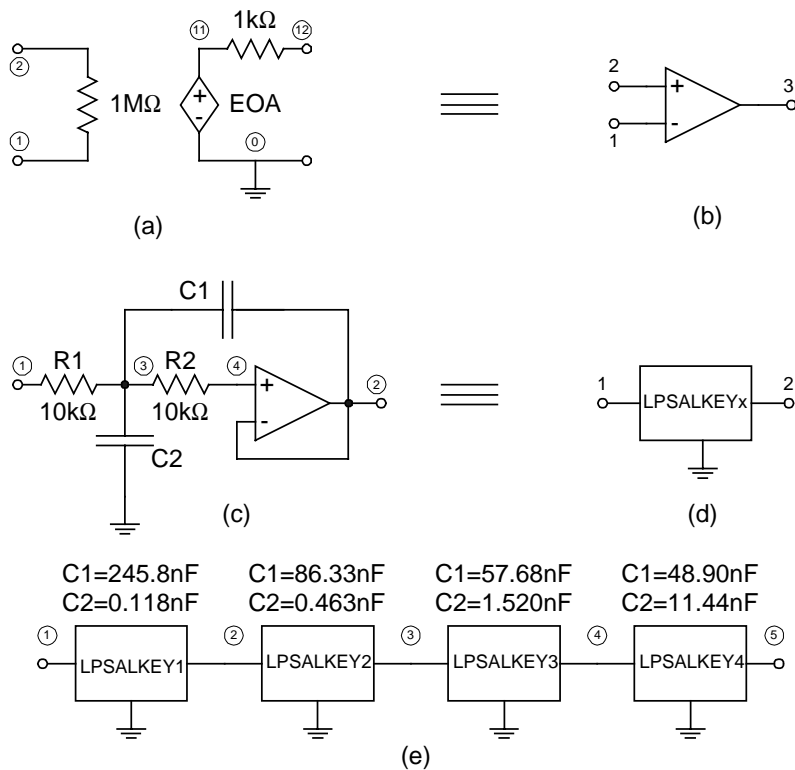 11 1kΩ 12
2
1MΩ + - EOA
1 0
(a)
2 + 3
1 -
(b)
C1
1 R1 3 R2 4 + 2
10kΩ 10kΩ -
C2
(c)
1 LPSALKEYx 2
(d)
C1=245.8nF C1=86.33nF C1=57.68nF C1=48.90nF
C2=0.118nF C2=0.463nF C2=1.520nF C2=11.44nF
1 2 3 4 5
LPSALKEY1 LPSALKEY2 LPSALKEY3 LPSALKEY4
(e)